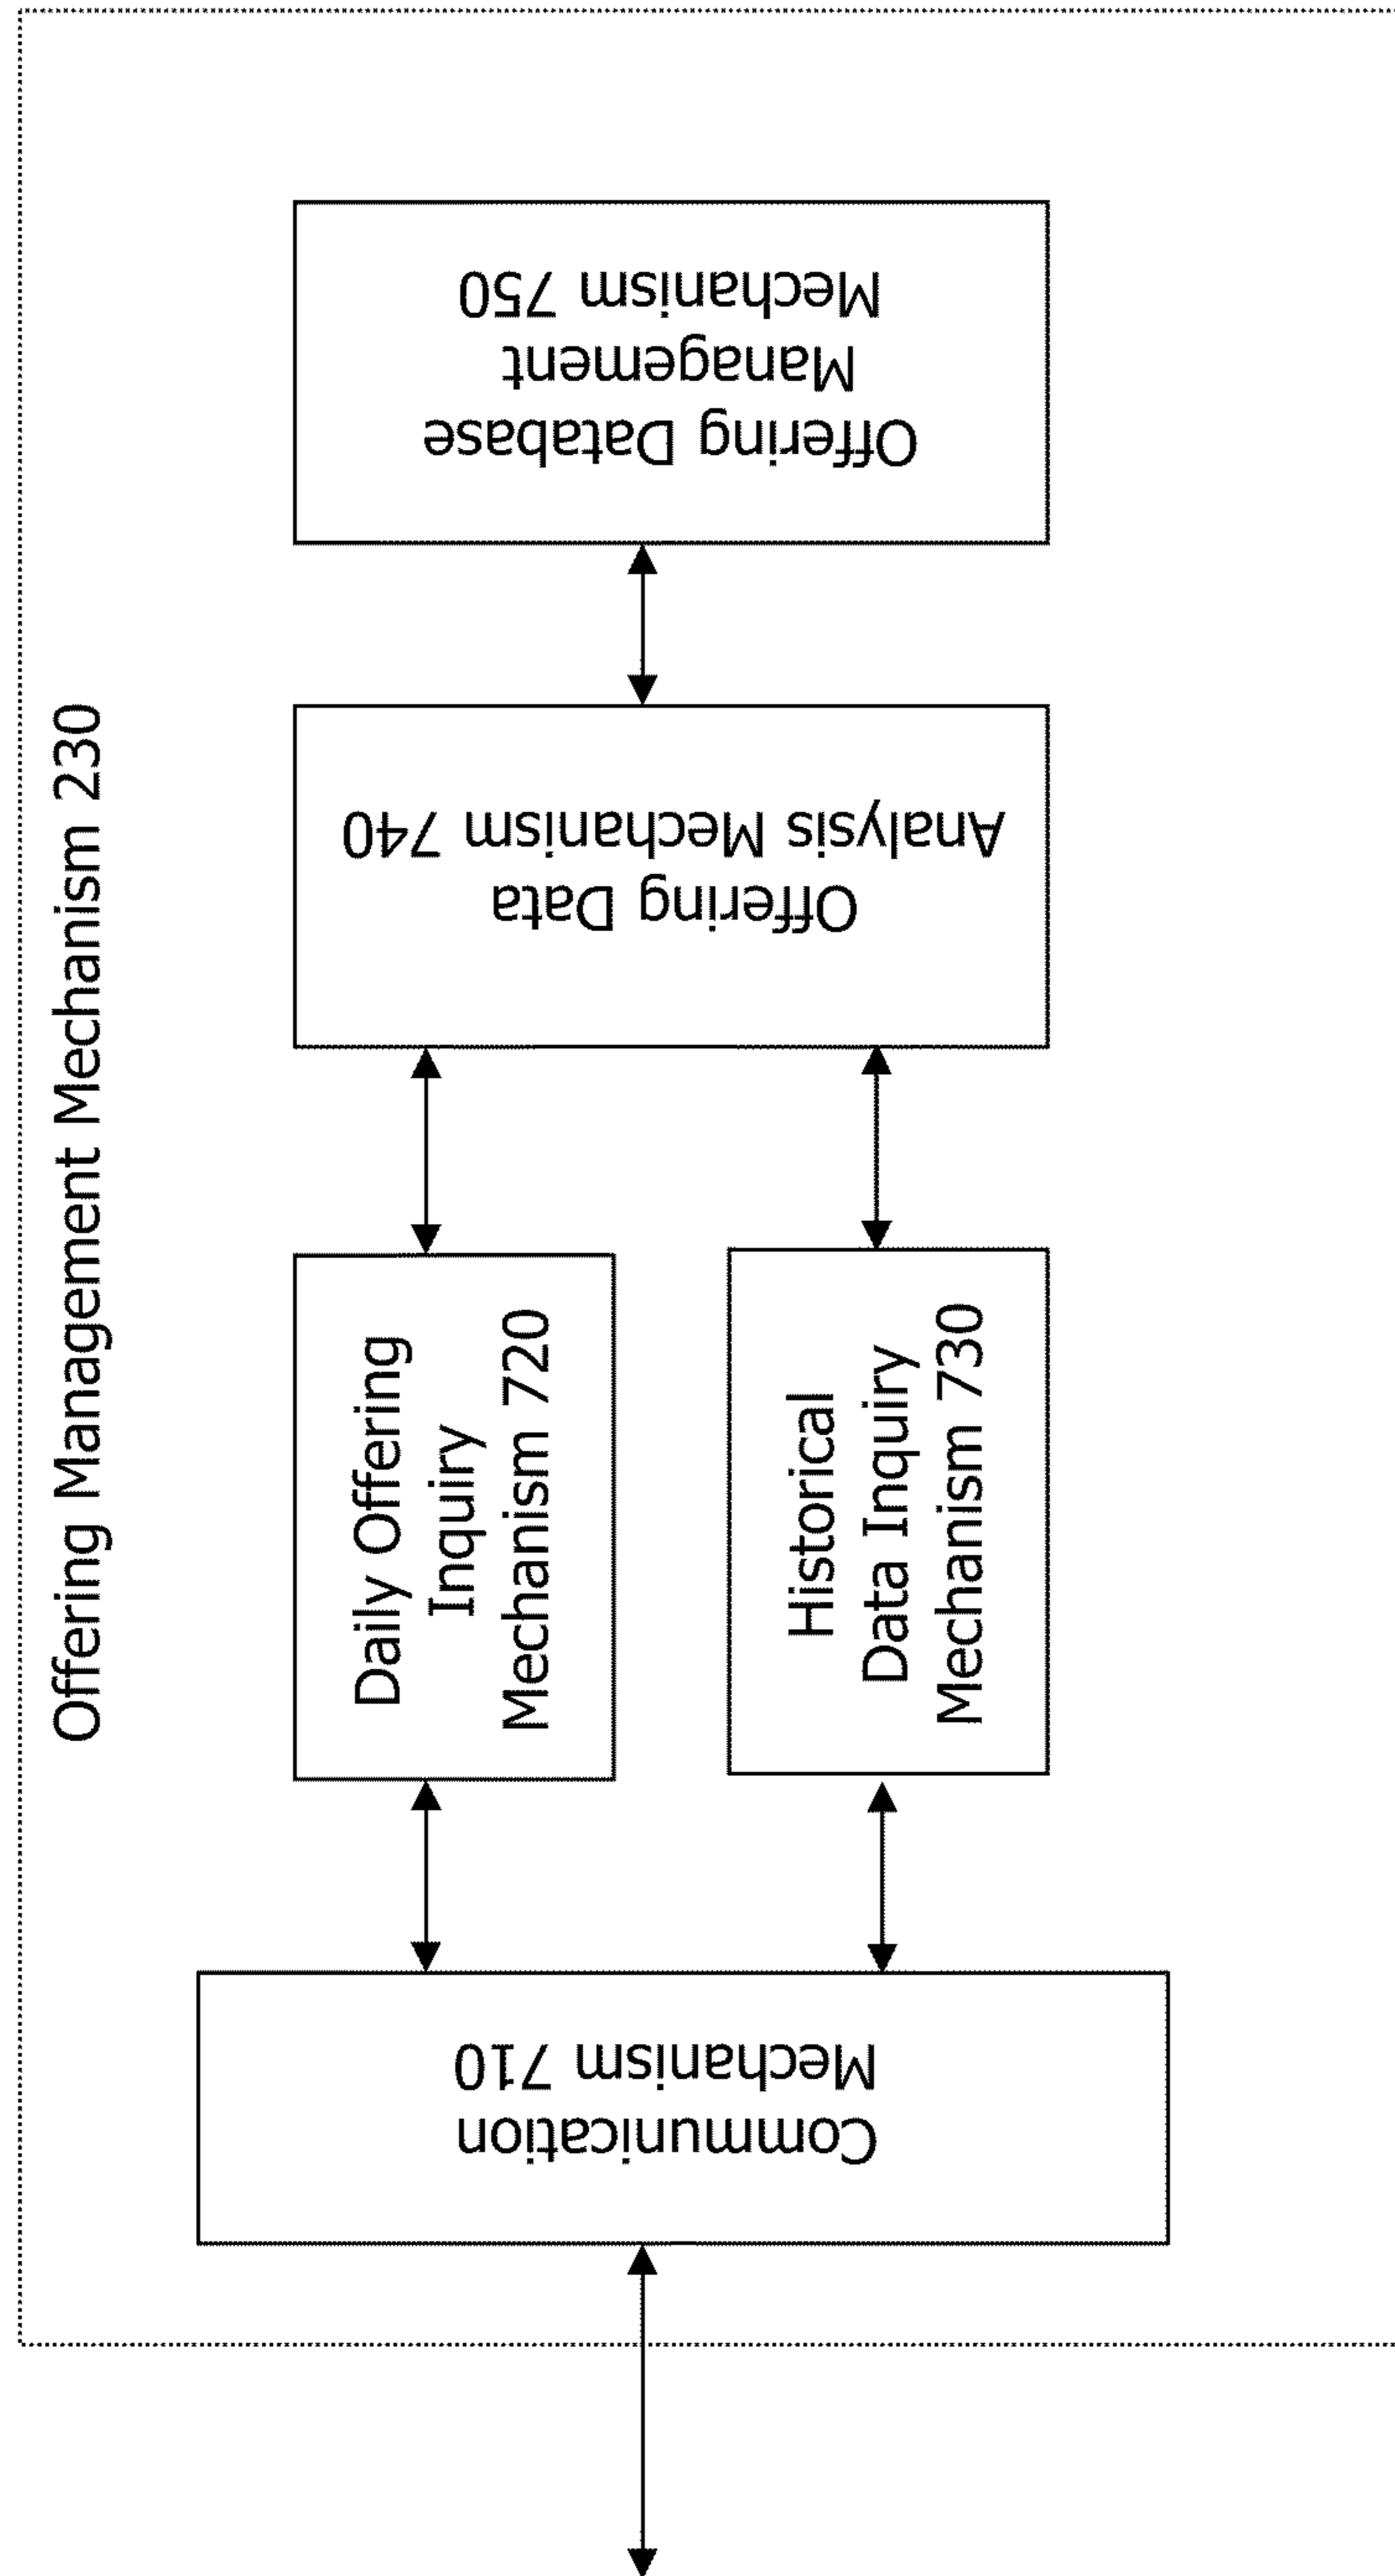 Offering Management Mechanism 230
Communication
Mechanism 710
Daily Offering
Inquiry
Mechanism 720
Historical
Data Inquiry
Mechanism 730
Offering Data
Analysis Mechanism 740
Offering Database
Management
Mechanism 750